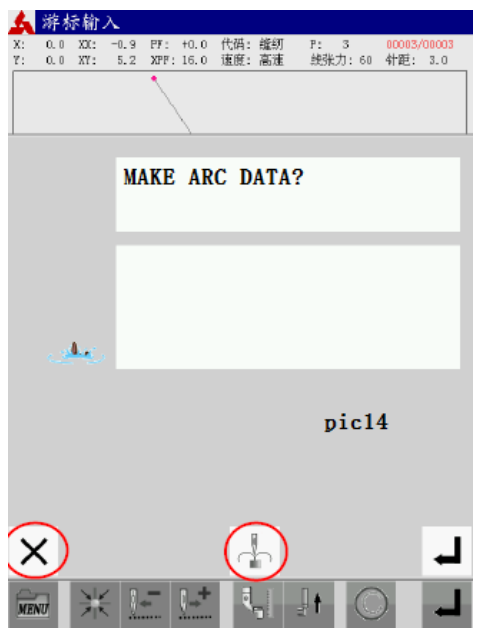 游标输入
X: 0.0 XX: -0.9 PF: +0.0 代码: 缝纫 P: 3 00003/00003
Y: 0.0 XY: 5.2 XPF: 16.0 速度: 高速 线张力: 60 针距: 3.0
MAKE ARC DATA?
pic14
MENU